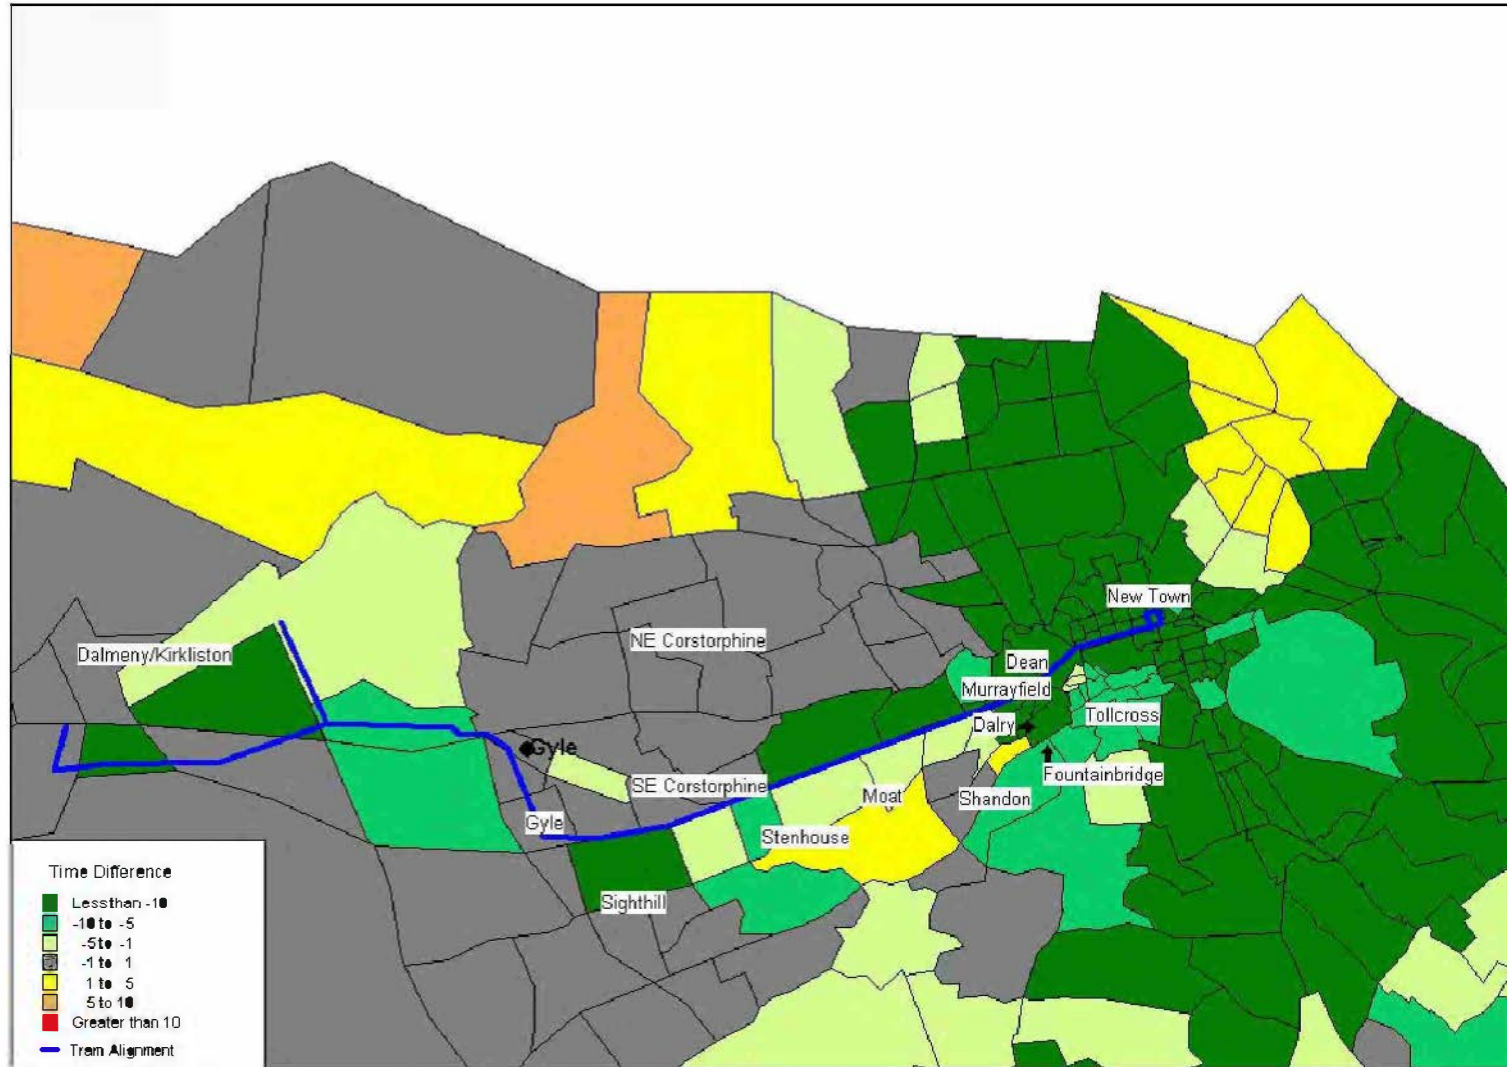 New Town
NE Corstorphine
Dalmeny/Kirkliston
Dean
Murrayfield
Dalry
Tollcross
Gyle
Fountainbridge
SE Corstorphine
Moat
Shandon
Gyle
Stenhouse
Sighthill
Time Difference
Less than -10
-10 to -5
-5 to -1
-1 to 1
1 to 5
5 to 10
Greater than 10
Tram Alignment